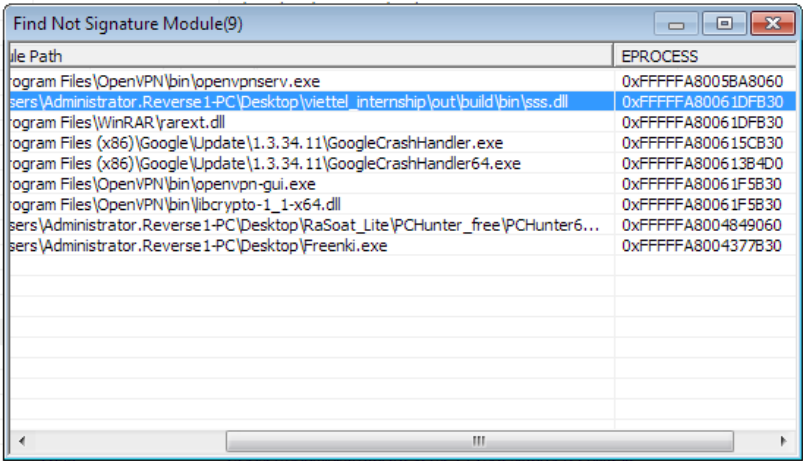 Find Not Signature Module(9)
ule Path EPROCESS
rogram Files\OpenVPN\bin\openvpnserv.exe 0xFFFFFA8005BA8060
sers\Administrator.Reverse1-PC\Desktop\viettel_internship\out\build\bin\sss.dll 0xFFFFFA80061DFB30
rogram Files\WinRAR\rarext.dll 0xFFFFFA80061DFB30
rogram Files (x86)\Google\Update\1.3.34.11\GoogleCrashHandler.exe 0xFFFFFA800615CB30
rogram Files (x86)\Google\Update\1.3.34.11\GoogleCrashHandler64.exe 0xFFFFFA800613B4D0
rogram Files\OpenVPN\bin\openvpn-gui.exe 0xFFFFFA80061F5B30
rogram Files\OpenVPN\bin\libcrypto-1_1-x64.dll 0xFFFFFA80061F5B30
sers\Administrator.Reverse1-PC\Desktop\RaSoat_Lite\PCHunter_free\PCHunter6... 0xFFFFFA8004849060
sers\Administrator.Reverse1-PC\Desktop\Freenki.exe 0xFFFFFA8004377B30